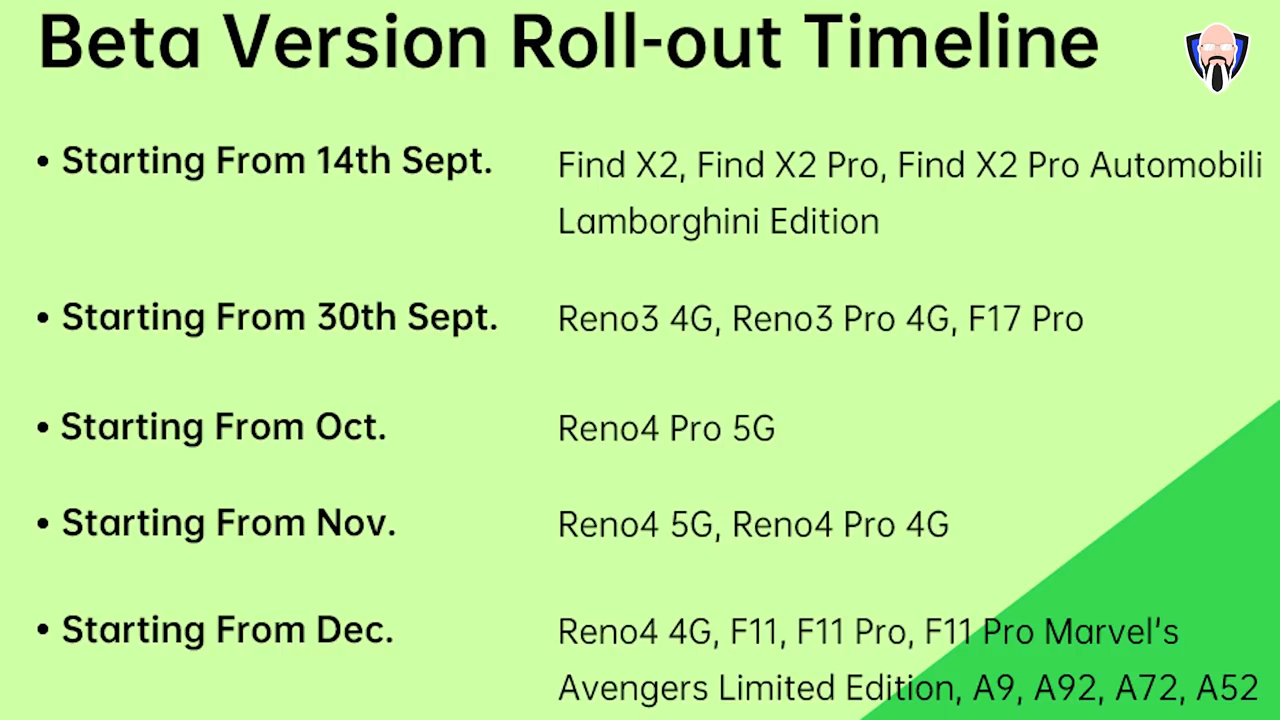 Beta Version Roll-out Timeline
• Starting From 14th Sept. Find X2, Find X2 Pro, Find X2 Pro Automobili
Lamborghini Edition
• Starting From 30th Sept. Reno3 4G, Reno3 Pro 4G, F17 Pro
• Starting From Oct. Reno4 Pro 5G
• Starting From Nov. Reno4 5G, Reno4 Pro 4G
• Starting From Dec. Reno4 4G, F11, F11 Pro, F11 Pro Marvel's
Avengers Limited Edition, A9, A92, A72, A52